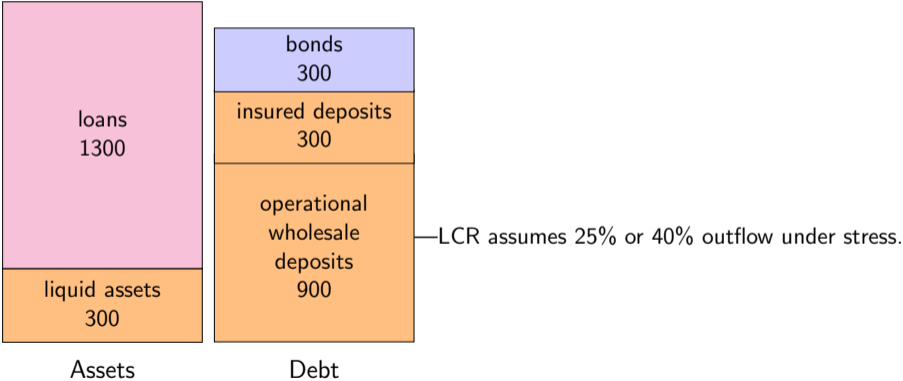 loans
1300
liquid assets
300
Assets
bonds
300
insured deposits
300
operational
wholesale
deposits
900
Debt
LCR assumes 25% or 40% outflow under stress.